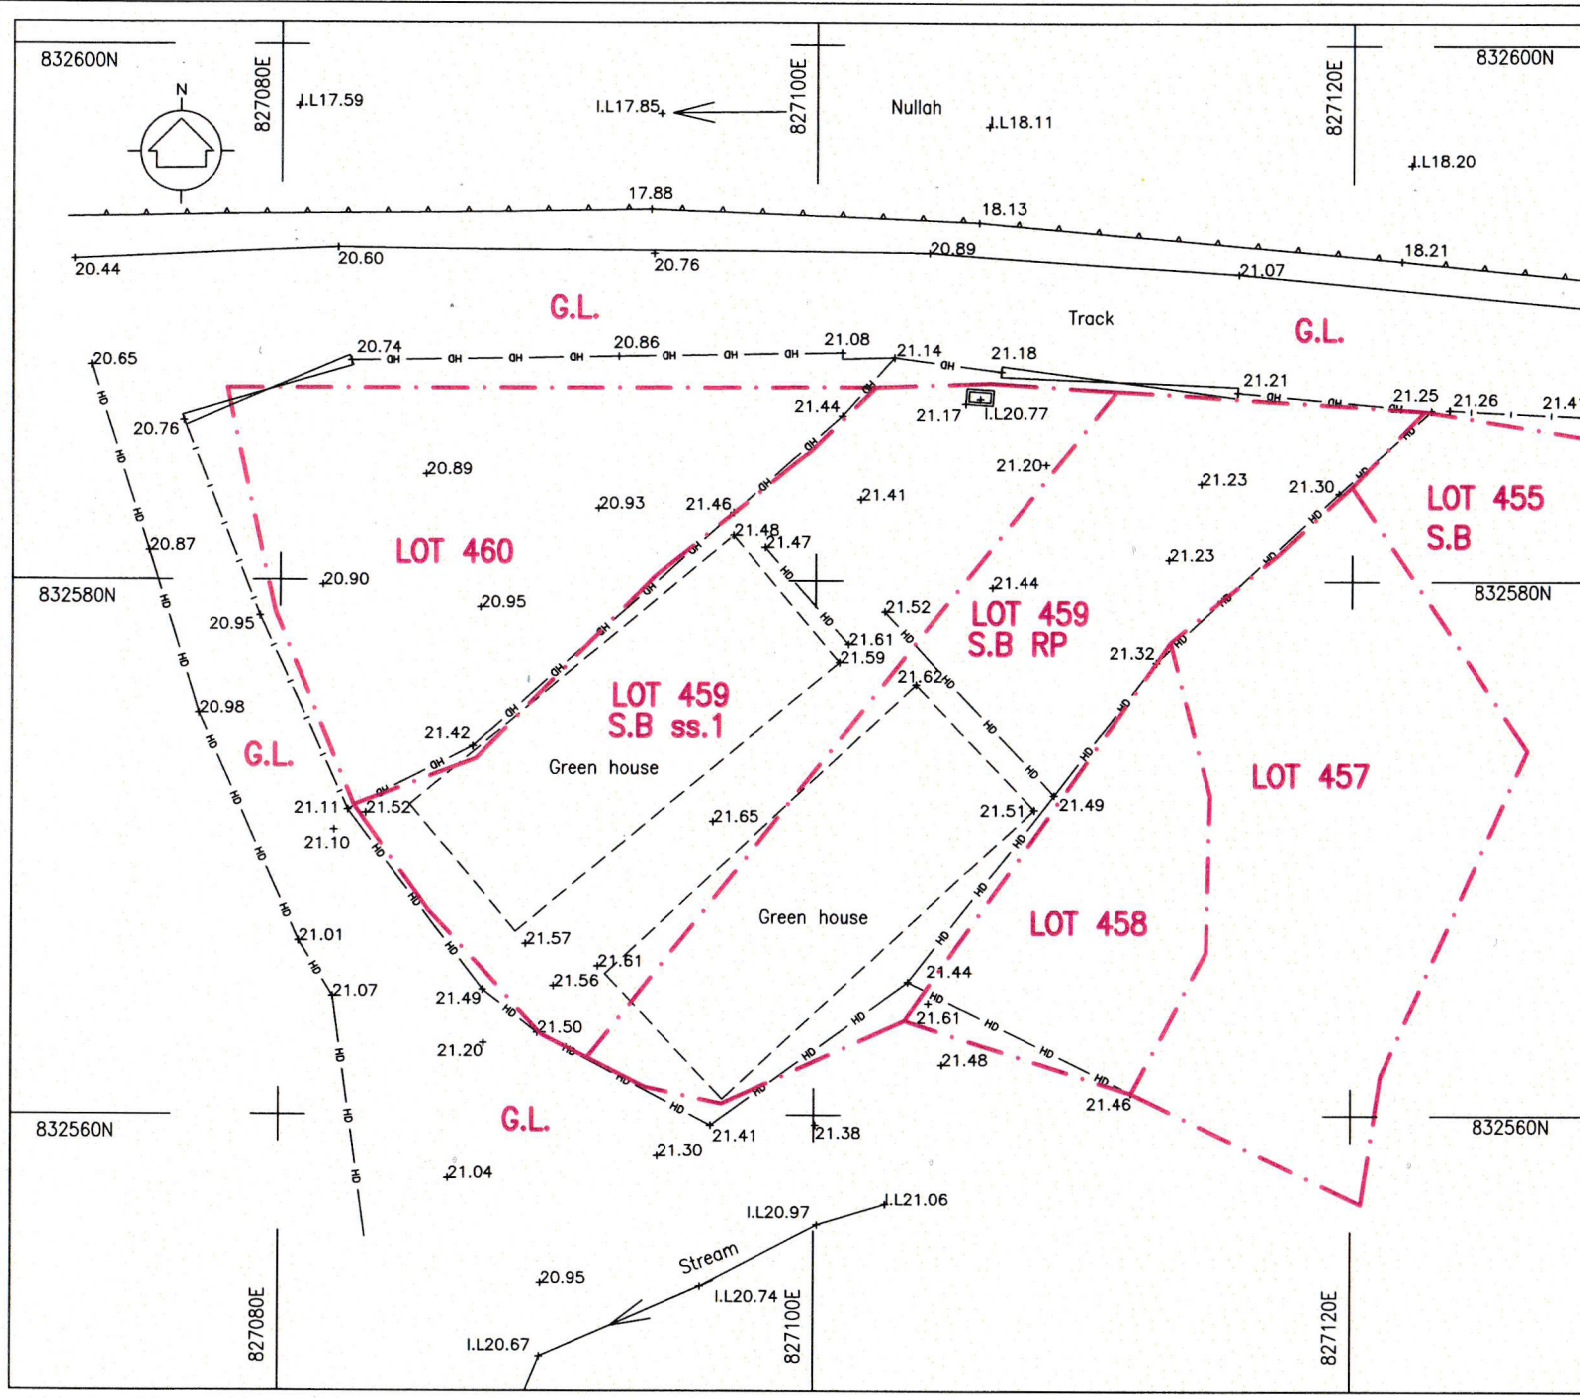 832600N
827080E
827100E
827120E
832600N
N
I.L17.59
I.L17.85
Nullah
I.L18.11
I.L18.20
17.88
18.13
18.21
20.44
20.60
20.76
20.89
21.07
G.L.
Track
G.L.
20.65
20.74
20.86
21.08
21.14
21.18
21.21
21.25
21.26
20.76
21.44
21.17
I.L20.77
20.89
20.93
21.46
21.41
21.20
21.23
21.30
LOT 455
S.B
20.87
LOT 460
21.48
21.47
21.23
832580N
20.90
20.95
21.44
832580N
20.95
21.52
LOT 459
S.B RP
21.61
21.59
21.32
20.98
LOT 459
S.B ss.1
21.62
21.42
G.L.
Green house
LOT 457
21.11
21.52
21.10
21.65
21.51
21.49
Green house
LOT 458
21.01
21.57
21.61
21.56
21.07
21.49
21.44
21.61
21.50
21.20
21.48
21.46
832560N
G.L.
21.41
21.38
832560N
21.30
21.04
I.L21.06
I.L20.97
Stream
20.95
I.L20.74
I.L20.67
827080E
827100E
827120E
HD